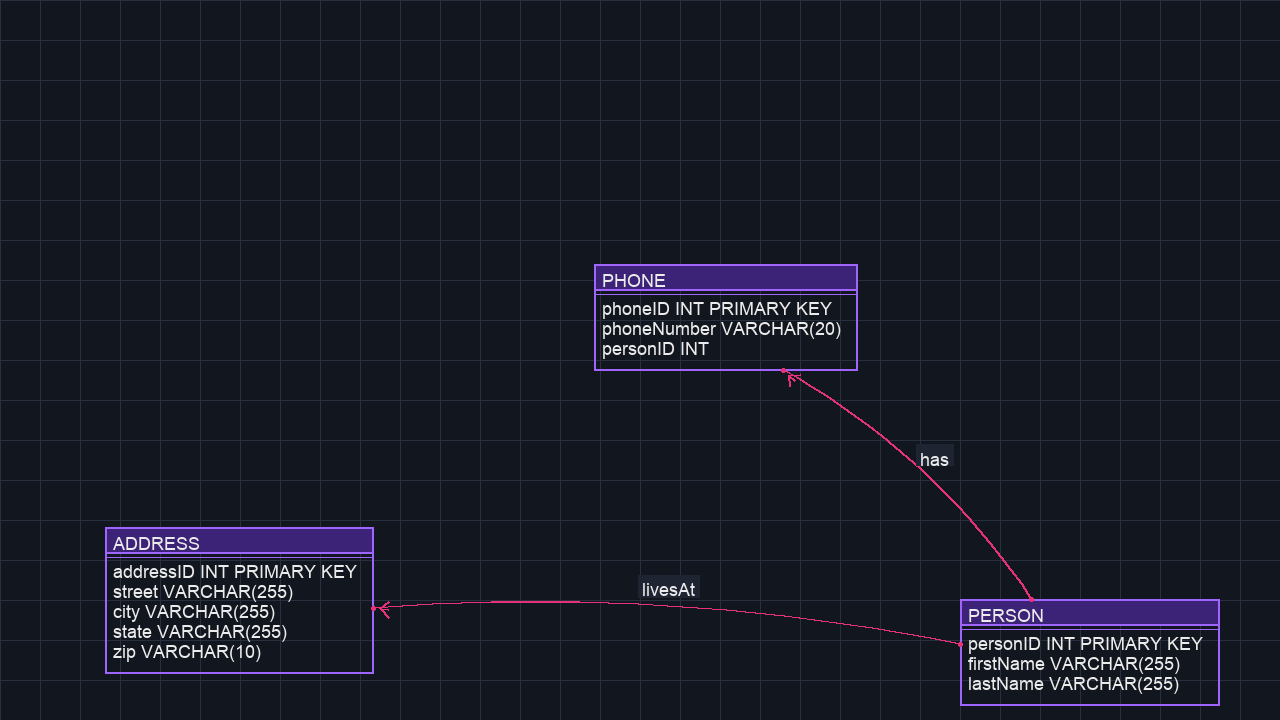 PHONE
phoneID INT PRIMARY KEY
phoneNumber VARCHAR(20)
personID INT
has
ADDRESS
addressID INT PRIMARY KEY
street VARCHAR(255)
city VARCHAR(255)
state VARCHAR(255)
zip VARCHAR(10)
livesAt
PERSON
personID INT PRIMARY KEY
firstName VARCHAR(255)
lastName VARCHAR(255)